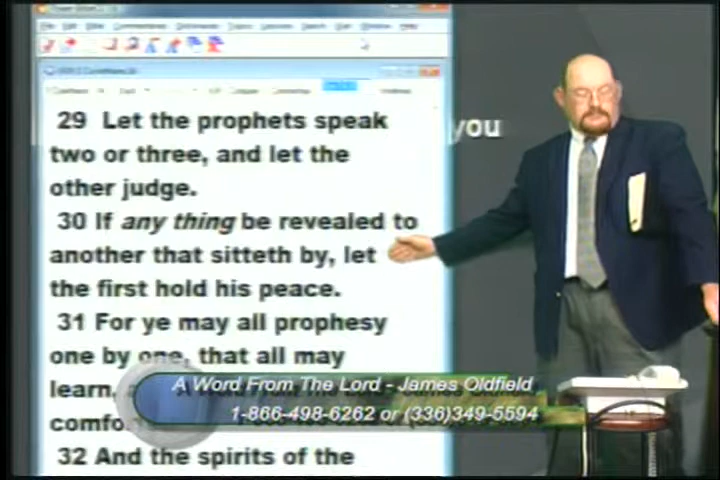 29 Let the prophets speak
two or three, and let the
other judge.
30 If any thing be revealed to
another that sitteth by, let
the first hold his peace.
31 For ye may all prophesy
one by one, that all may
learn,
comfo
32 And the spirits of the
you
A Word From The Lord - James Oldfield
1-866-498-6262 or (336)349-5594